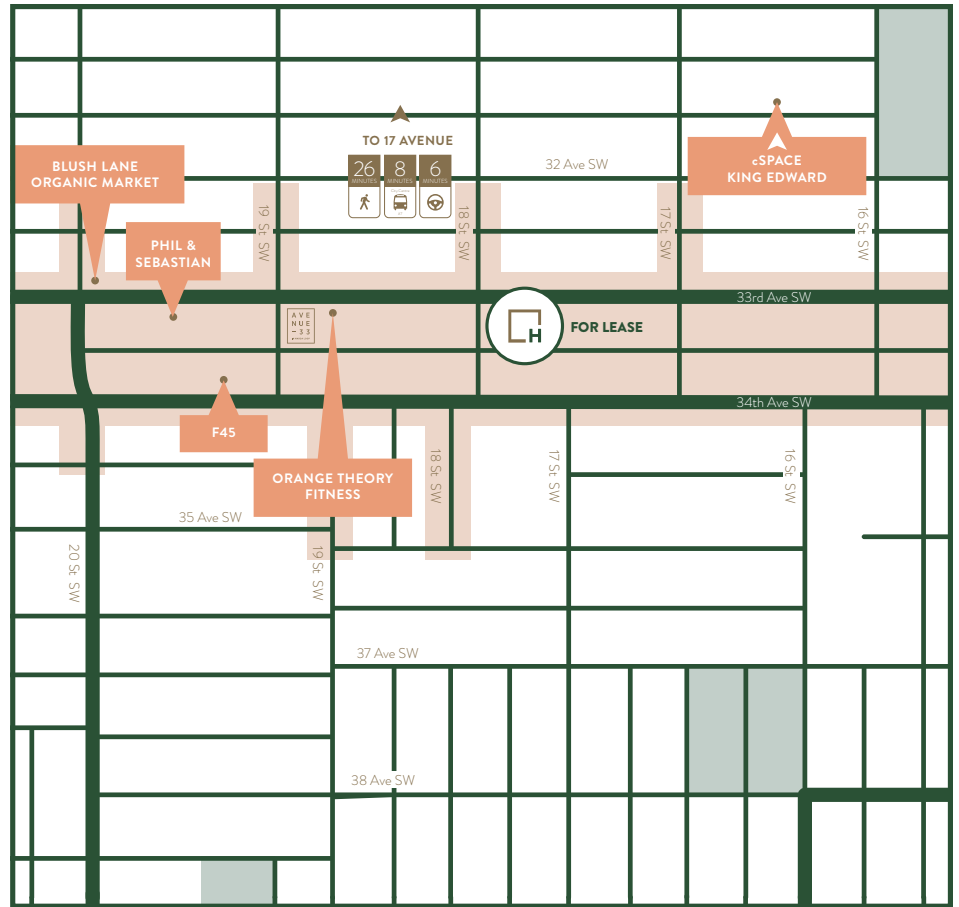 TO 17 AVENUE
26
MINUTES
8
MINUTES
6
MINUTES
32 Ave SW
cSPACE
KING EDWARD
BLUSH LANE
ORGANIC MARKET
PHIL &
SEBASTIAN
19 St SW
18 St SW
17 St SW
16 St SW
33rd Ave SW
AVE
NUE
–33
H
FOR LEASE
34th Ave SW
F45
ORANGE THEORY
FITNESS
18 St SW
17 St SW
16 St SW
35 Ave SW
20 St SW
19 St SW
37 Ave SW
38 Ave SW